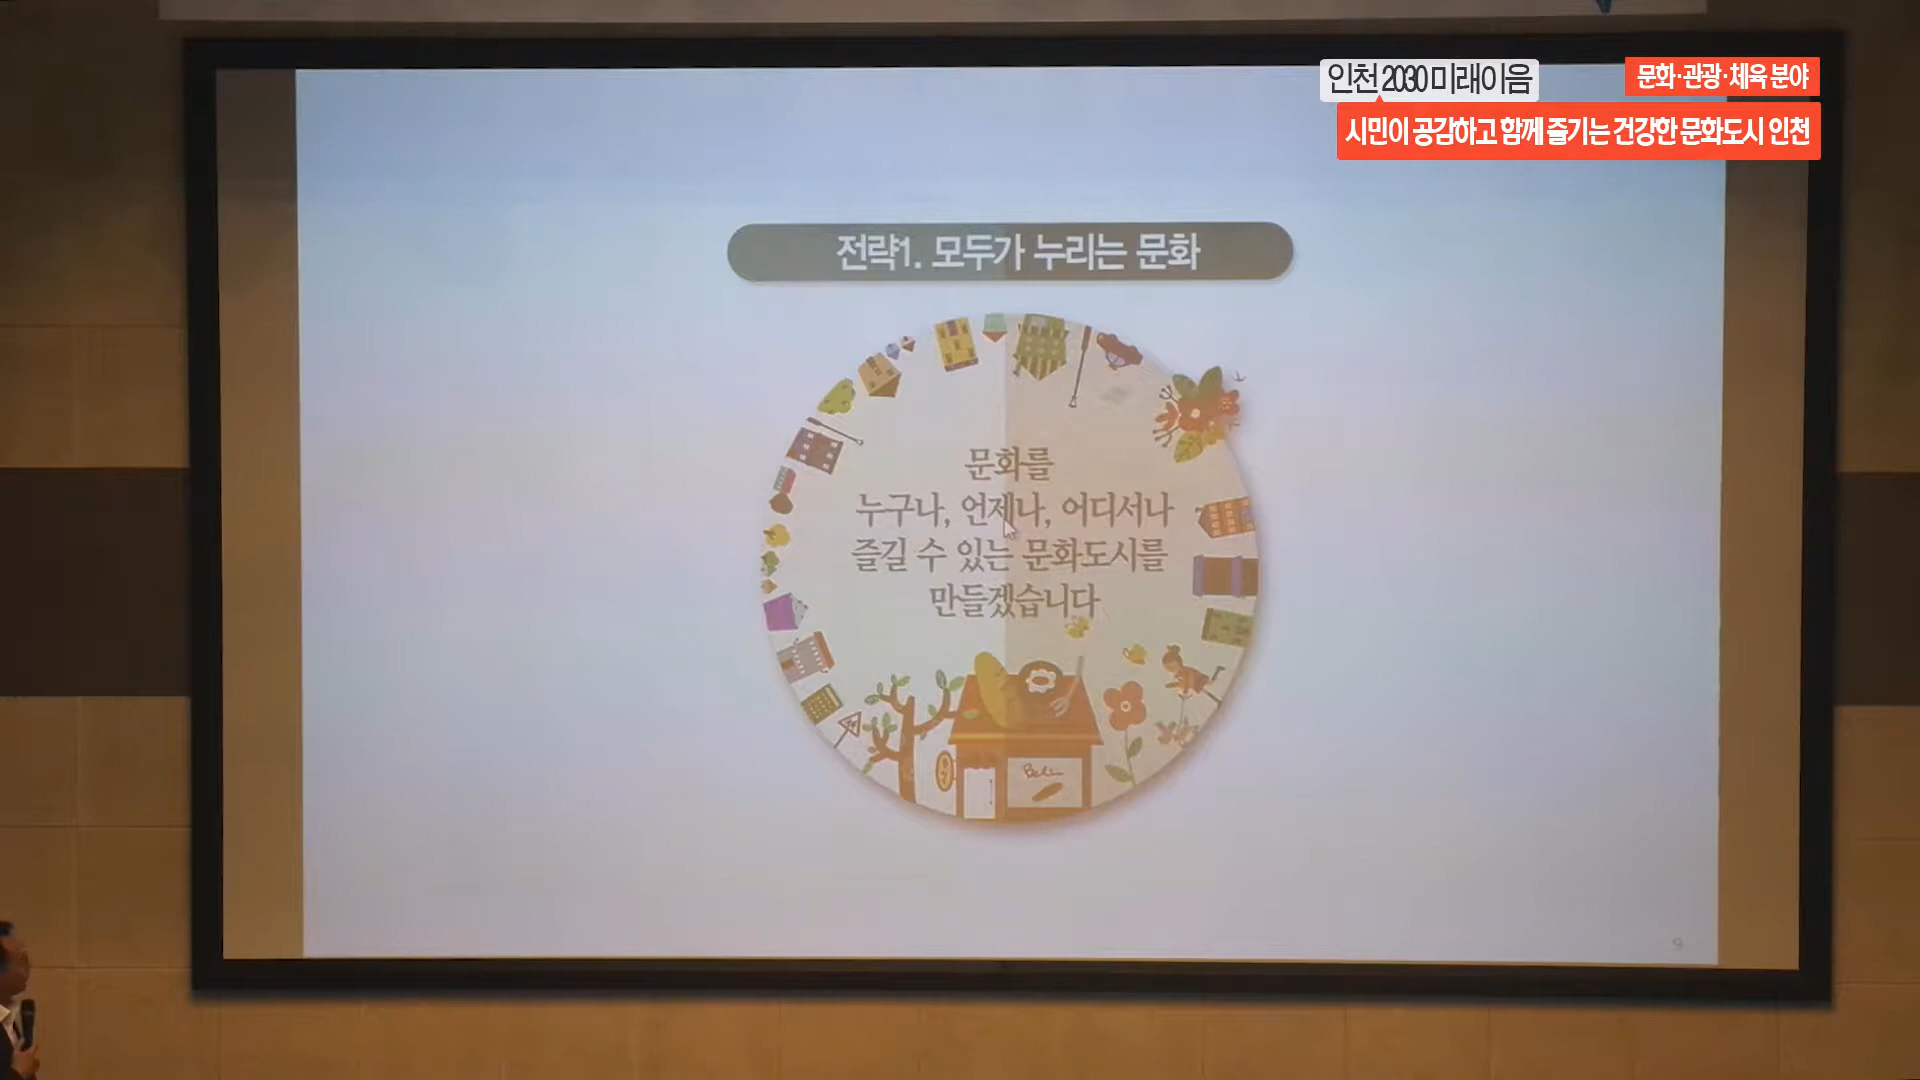 인천 2030 미래이음
문화·관광·체육 분야
시민이 공감하고 함께 즐기는 건강한 문화도시 인천
전략1. 모두가 누리는 문화
문화를
누구나, 언제나, 어디서나
즐길 수 있는 문화도시를
만들겠습니다
9